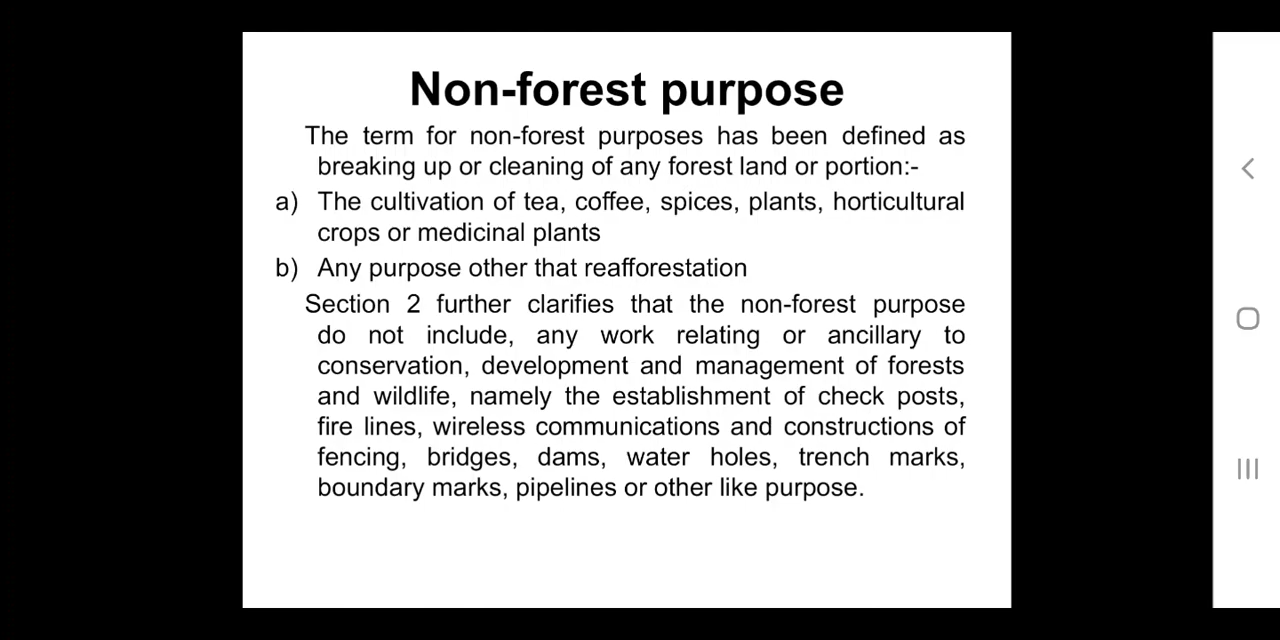 Non-forest purpose
The term for non-forest purposes has been defined as
breaking up or cleaning of any forest land or portion:-
a) The cultivation of tea, coffee, spices, plants, horticultural
crops or medicinal plants
b) Any purpose other that reafforestation
Section 2 further clarifies that the non-forest purpose
do not include, any work relating or ancillary to
conservation, development and management of forests
and wildlife, namely the establishment of check posts,
fire lines, wireless communications and constructions of
fencing, bridges, dams, water holes, trench marks,
boundary marks, pipelines or other like purpose.